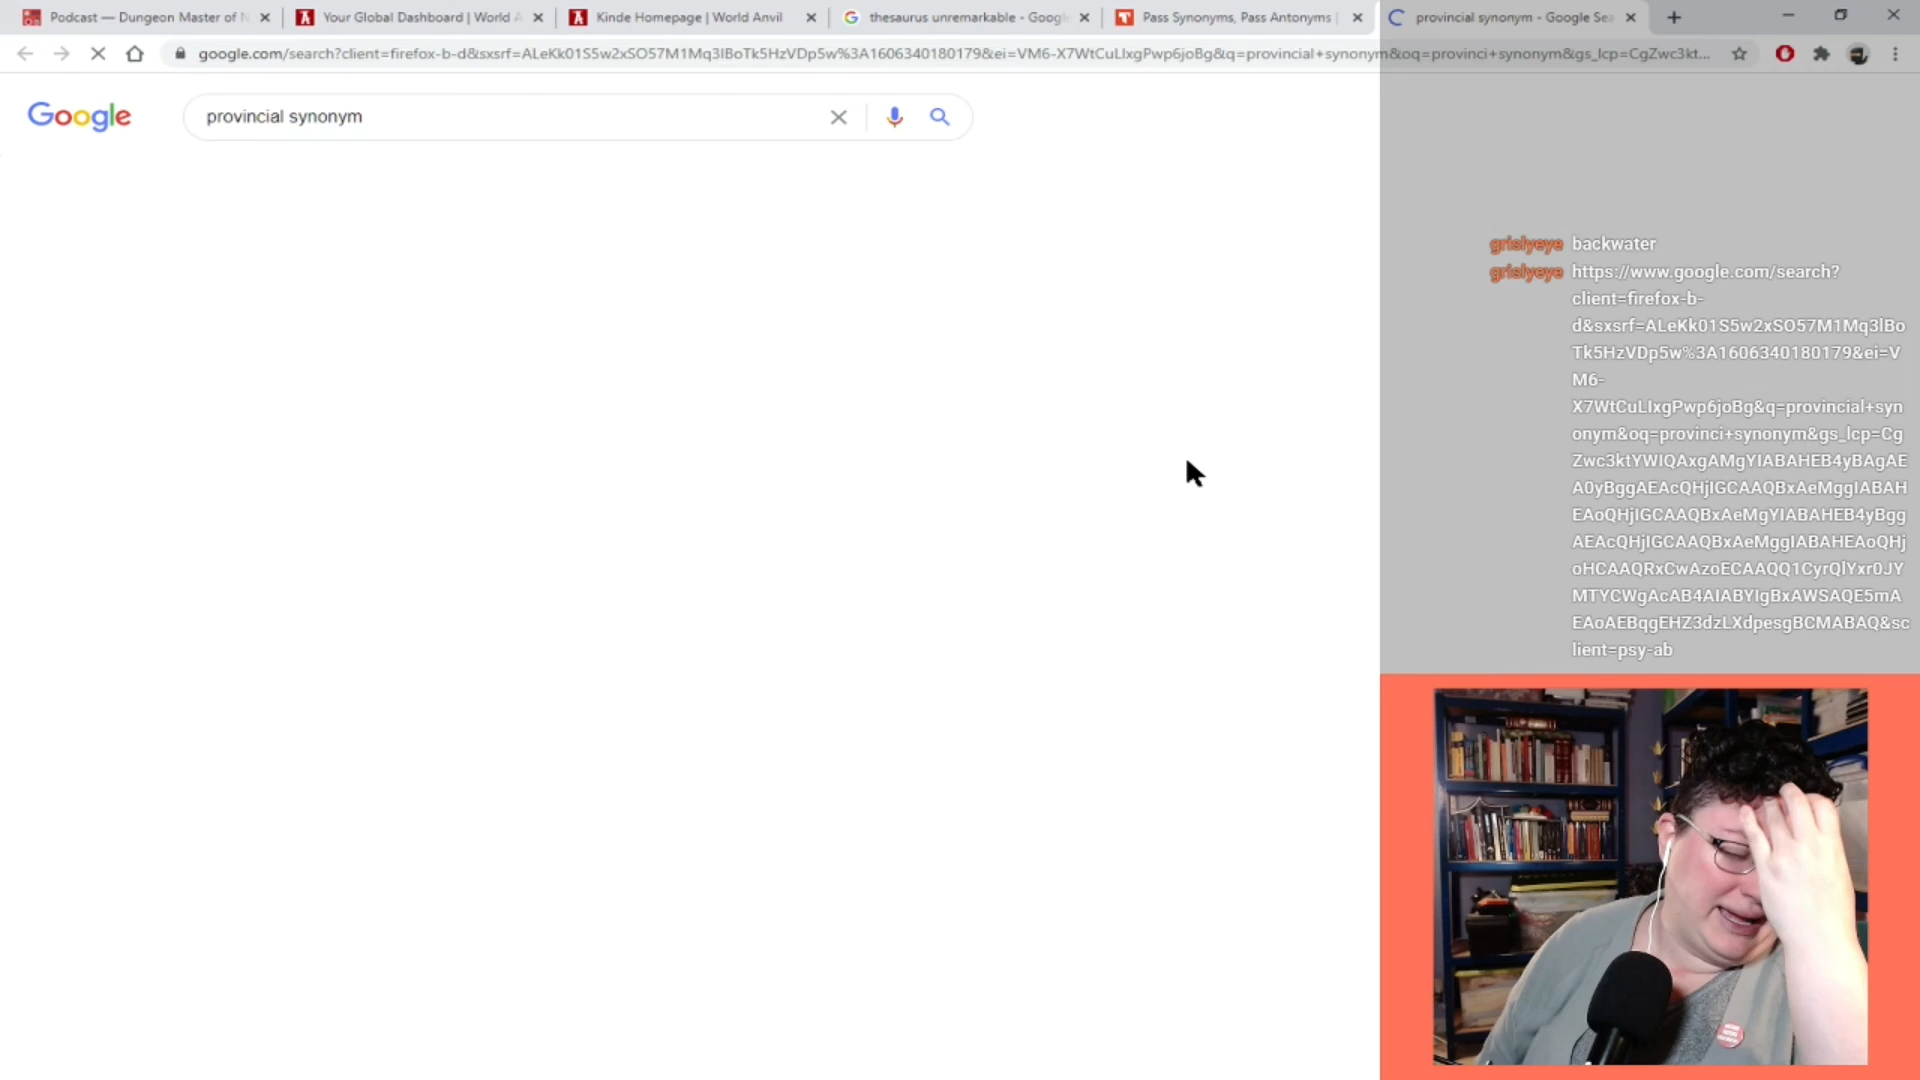 Podcast — Dungeon Master of N
Your Global Dashboard | World A
Kinde Homepage | World Anvil
thesaurus unremarkable - Googl
Pass Synonyms, Pass Antonyms |
provincial synonym - Google Sea
google.com/search?client=firefox-b-d&sxsrf=ALeKk01S5w2xSO57M1Mq3lBoTk5HzVDp5w%3A1606340180179&ei=VM6-X7WtCuLIxgPwp6joBg&q=provincial+synonym&oq=provinci+synonym&gs_lcp=CgZwc3kt...
Google
provincial synonym
grislyeye backwater
grislyeye https://www.google.com/search?
client=firefox-b-
d&sxsrf=ALeKk01S5w2xSO57M1Mq3lBo
Tk5HzVDp5w%3A1606340180179&ei=V
M6-
X7WtCuLIxgPwp6joBg&q=provincial+syn
onym&oq=provinci+synonym&gs_lcp=Cg
Zwc3ktYWIQAxgAMgYIABAHEB4yBAgAE
A0yBggAEAcQHjIGCAAQBxAeMggIABAH
EAoQHjIGCAAQBxAeMgYIABAHEB4yBgg
AEAcQHjIGCAAQBxAeMggIABAHEAoQHj
oHCAAQRxCwAzoECAAQQ1CyrQlYxr0JY
MTYCWgAcAB4AIABYIgBxAWSAQE5mA
EAoAEBqgEHZ3dzLXdpesgBCMABAQ&sc
lient=psy-ab